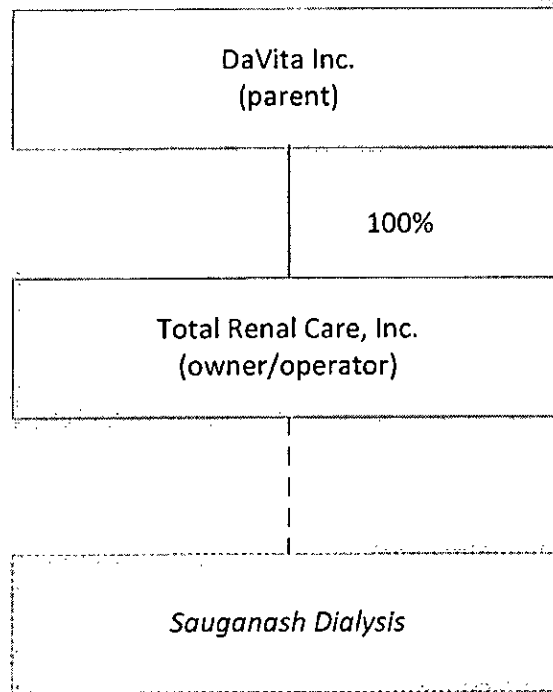 DaVita Inc.
(parent)
100%
Total Renal Care, Inc.
(owner/operator)
Sauganash Dialysis